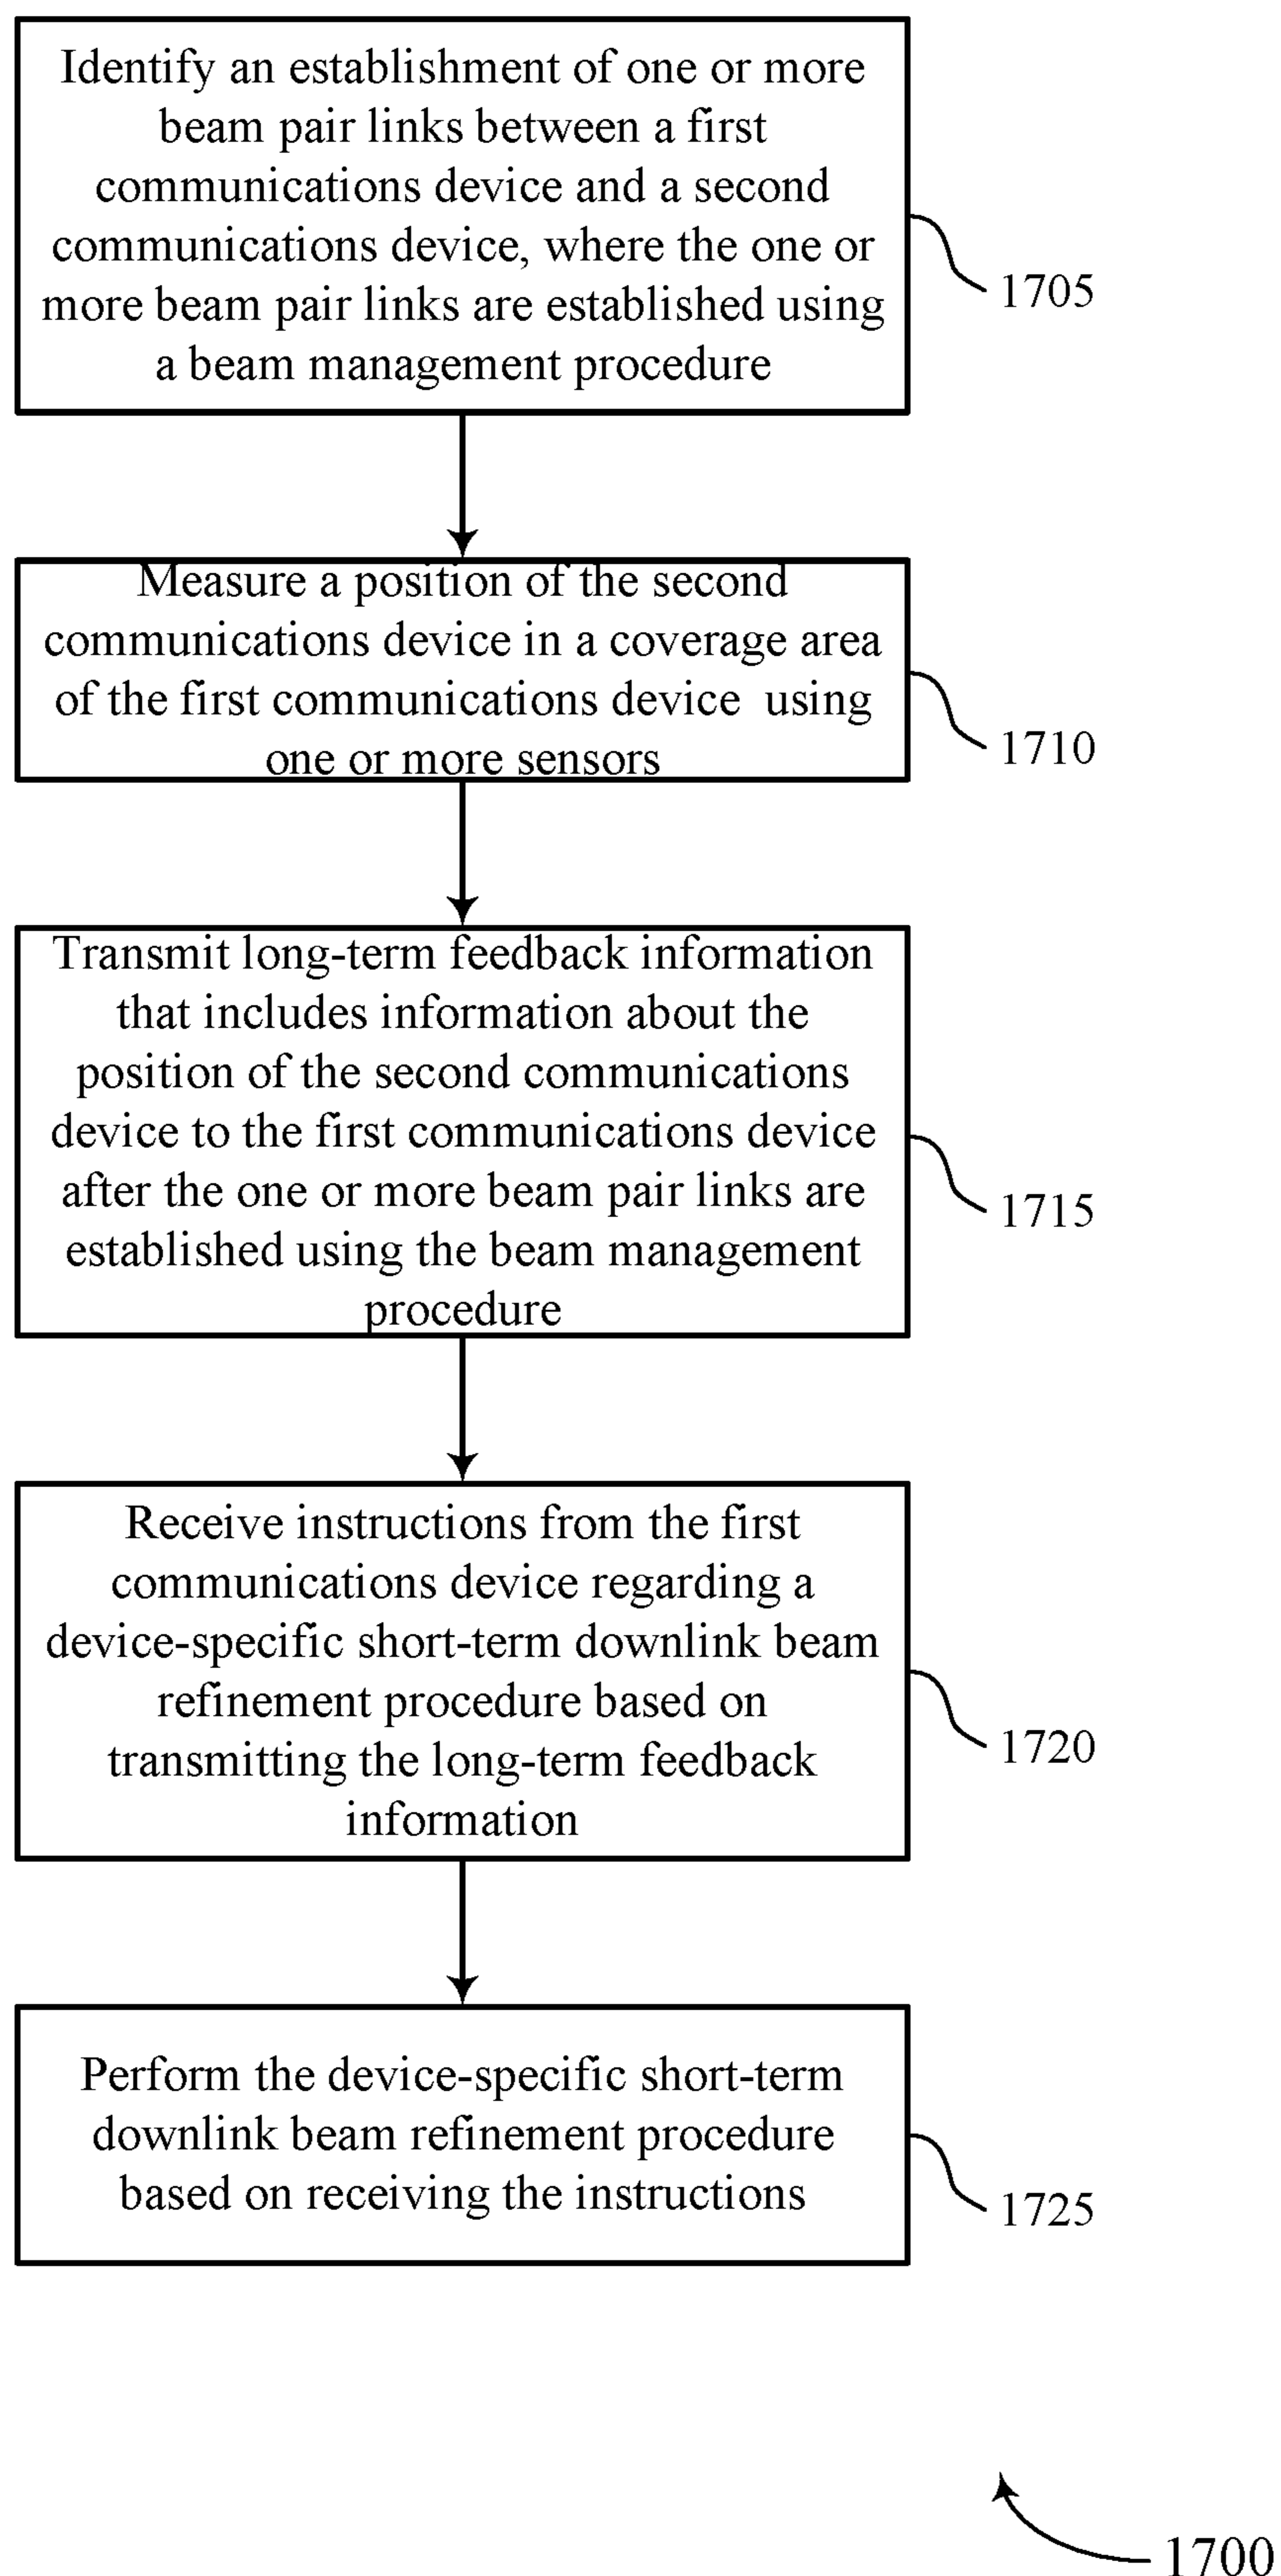 Identify an establishment of one or more
beam pair links between a first
communications device and a second
communications device, where the one or
more beam pair links are established using
a beam management procedure
1705
Measure a position of the second
communications device in a coverage area
of the first communications device  using
one or more sensors
1710
Transmit long-term feedback information
that includes information about the
position of the second communications
device to the first communications device
after the one or more beam pair links are
established using the beam management
procedure
1715
Receive instructions from the first
communications device regarding a
device-specific short-term downlink beam
refinement procedure based on
transmitting the long-term feedback
information
1720
Perform the device-specific short-term
downlink beam refinement procedure
based on receiving the instructions
1725
1700